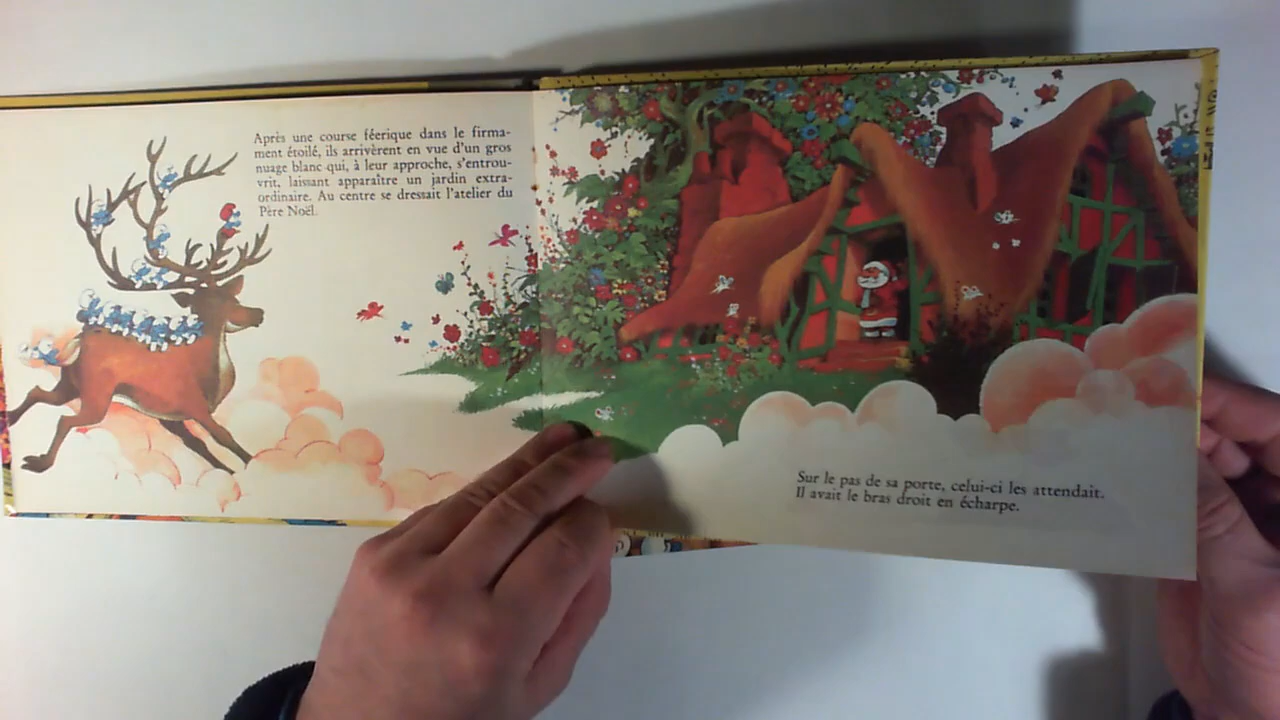 Après une course féerique dans le firma-
ment étoilé, ils arrivèrent en vue d'un gros
nuage blanc qui, à leur approche, s'entrou-
vrit, laissant apparaître un jardin extra-
ordinaire. Au centre se dressait l'atelier du
Père Noël.
Sur le pas de sa porte, celui-ci les attendait.
Il avait le bras droit en écharpe.